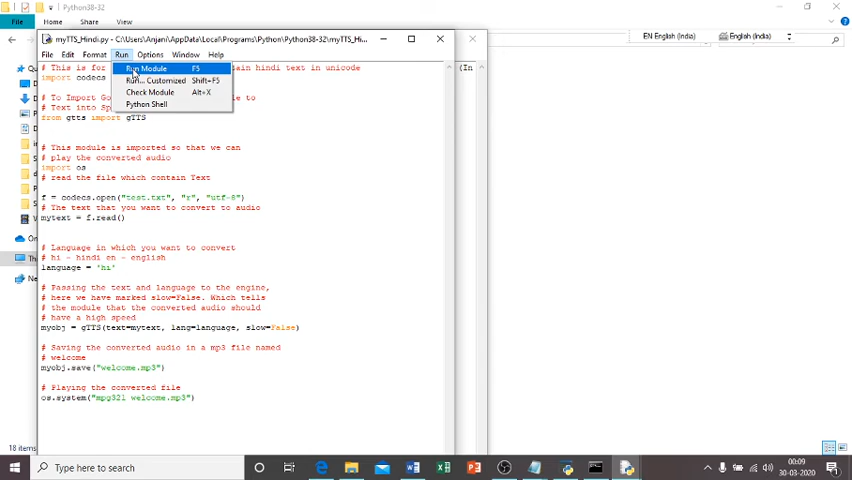 Python38-32
File Home Share View
myTTS_Hindi.py - C:\Users\Anjani\AppData\Local\Programs\Python\Python38-32\myTTS_Hi...
EN English (India) English (India)
File Edit Format Run Options Window Help
# This is for
lain hindi text in unicode
(In
Run Module F5
import codecs
Run... Customized Shift+F5
Check Module Alt+X
# To Import Go
le to
Python Shell
# Text into Sp
from gtts import gTTS
# This module is imported so that we can
# play the converted audio
import os
# read the file which contain Text
f = codecs.open("test.txt", "r", "utf-8")
# The text that you want to convert to audio
mytext = f.read()
# Language in which you want to convert
# hi - hindi en - english
language = 'hi'
# Passing the text and language to the engine,
# here we have marked slow=False. Which tells
# the module that the converted audio should
# have a high speed
myobj = gTTS(text=mytext, lang=language, slow=False)
# Saving the converted audio in a mp3 file named
# welcome
myobj.save("welcome.mp3")
# Playing the converted file
os.system("mpg321 welcome.mp3")
18 items
Type here to search
00:09
30-03-2020